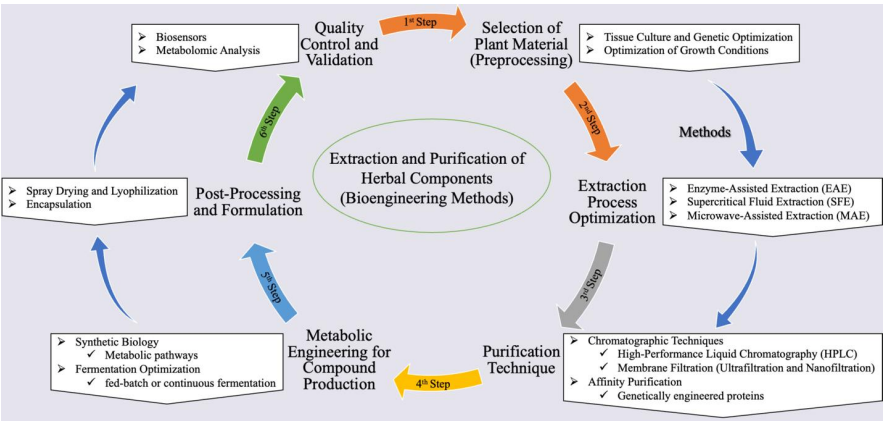 Biosensors
Metabolomic Analysis
Quality
Control and
Validation
1st Step
Selection of
Plant Material
(Preprocessing)
Tissue Culture and Genetic Optimization
Optimization of Growth Conditions
6th Step
2nd Step
Methods
Extraction and Purification of
Herbal Components
(Bioengineering Methods)
Spray Drying and Lyophilization
Encapsulation
Post-Processing
and Formulation
Extraction
Process
Optimization
Enzyme-Assisted Extraction (EAE)
Supercritical Fluid Extraction (SFE)
Microwave-Assisted Extraction (MAE)
5th Step
3rd Step
Synthetic Biology
Metabolic pathways
Fermentation Optimization
fed-batch or continuous fermentation
Metabolic
Engineering for
Compound
Production
4th Step
Purification
Technique
Chromatographic Techniques
High-Performance Liquid Chromatography (HPLC)
Membrane Filtration (Ultrafiltration and Nanofiltration)
Affinity Purification
Genetically engineered proteins